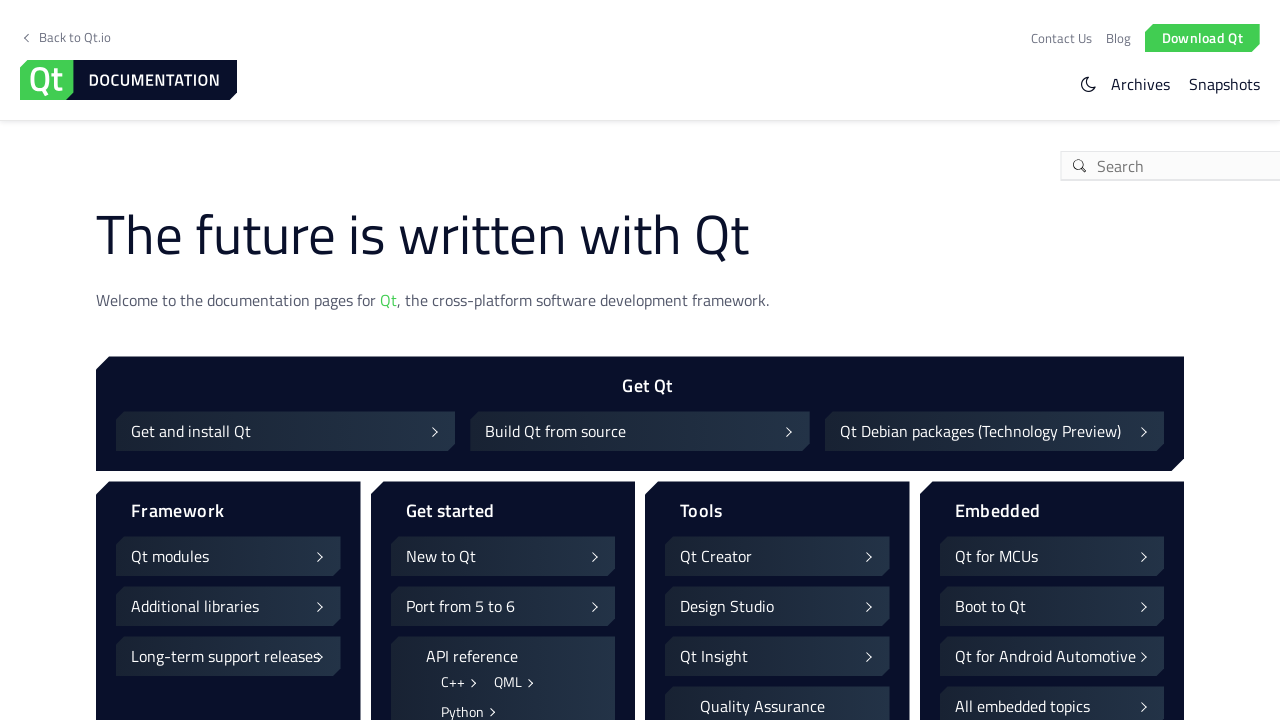 Back to Qt.io
Contact Us Blog Download Qt
Qt DOCUMENTATION
Archives Snapshots
Search
The future is written with Qt
Welcome to the documentation pages for Qt, the cross-platform software development framework.
Get Qt
Get and install Qt
Build Qt from source
Qt Debian packages (Technology Preview)
Framework
Qt modules
Additional libraries
Long-term support releases
Get started
New to Qt
Port from 5 to 6
API reference
C++ QML
Python
Tools
Qt Creator
Design Studio
Qt Insight
Quality Assurance
Embedded
Qt for MCUs
Boot to Qt
Qt for Android Automotive
All embedded topics